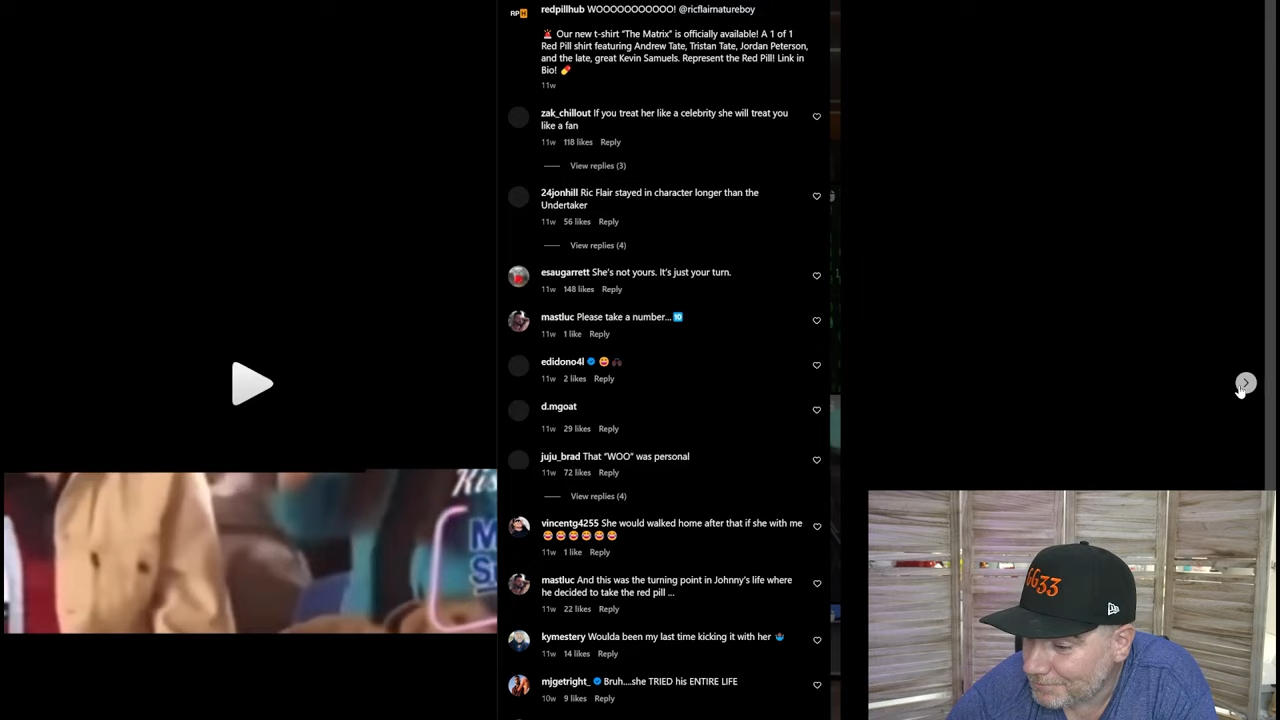 RPH
redpillhub WOOOOOOOOOOO! @ricflairnatureboy
🚨 Our new t-shirt “The Matrix” is officially available! A 1 of 1
Red Pill shirt featuring Andrew Tate, Tristan Tate, Jordan Peterson,
and the late, great Kevin Samuels. Represent the Red Pill! Link in
Bio! 💊
11w
zak_chillout If you treat her like a celebrity she will treat you
like a fan
11w 118 likes Reply
View replies (3)
24jonhill Ric Flair stayed in character longer than the
Undertaker
11w 56 likes Reply
View replies (4)
esaugarrett She’s not yours. It’s just your turn.
11w 148 likes Reply
mastluc Please take a number...🔟
11w 1 like Reply
edidono4l
11w 2 likes Reply
d.mgoat
11w 29 likes Reply
juju_brad That “WOO” was personal
11w 72 likes Reply
View replies (4)
vincentg4255 She would walked home after that if she with me
😂😂😂😂😂😂
11w 1 like Reply
mastluc And this was the turning point in Johnny’s life where
he decided to take the red pill ...
11w 22 likes Reply
kymestery Woulda been my last time kicking it with her
11w 14 likes Reply
mjgetright_ Bruh....she TRIED his ENTIRE LIFE
10w 9 likes Reply
GG33